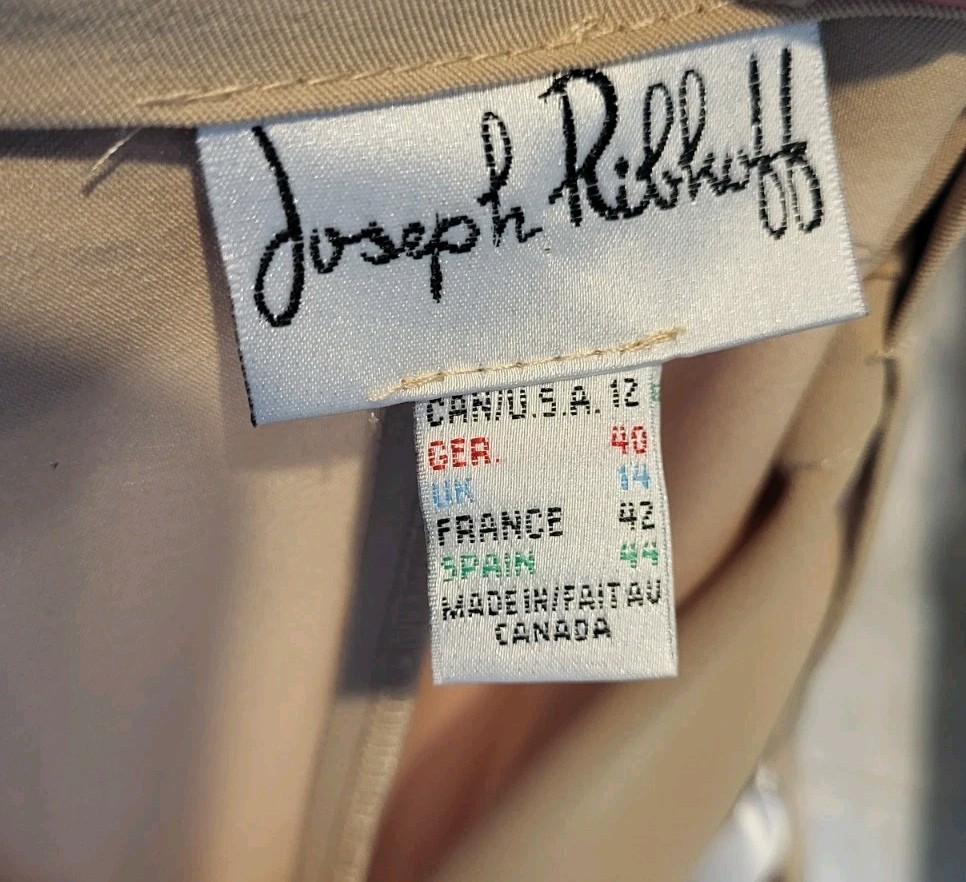 Joseph Ribkoff
CAN/U.S.A. 12
GER. 40
UK 14
FRANCE 42
SPAIN 44
MADE IN/FAIT AU
CANADA